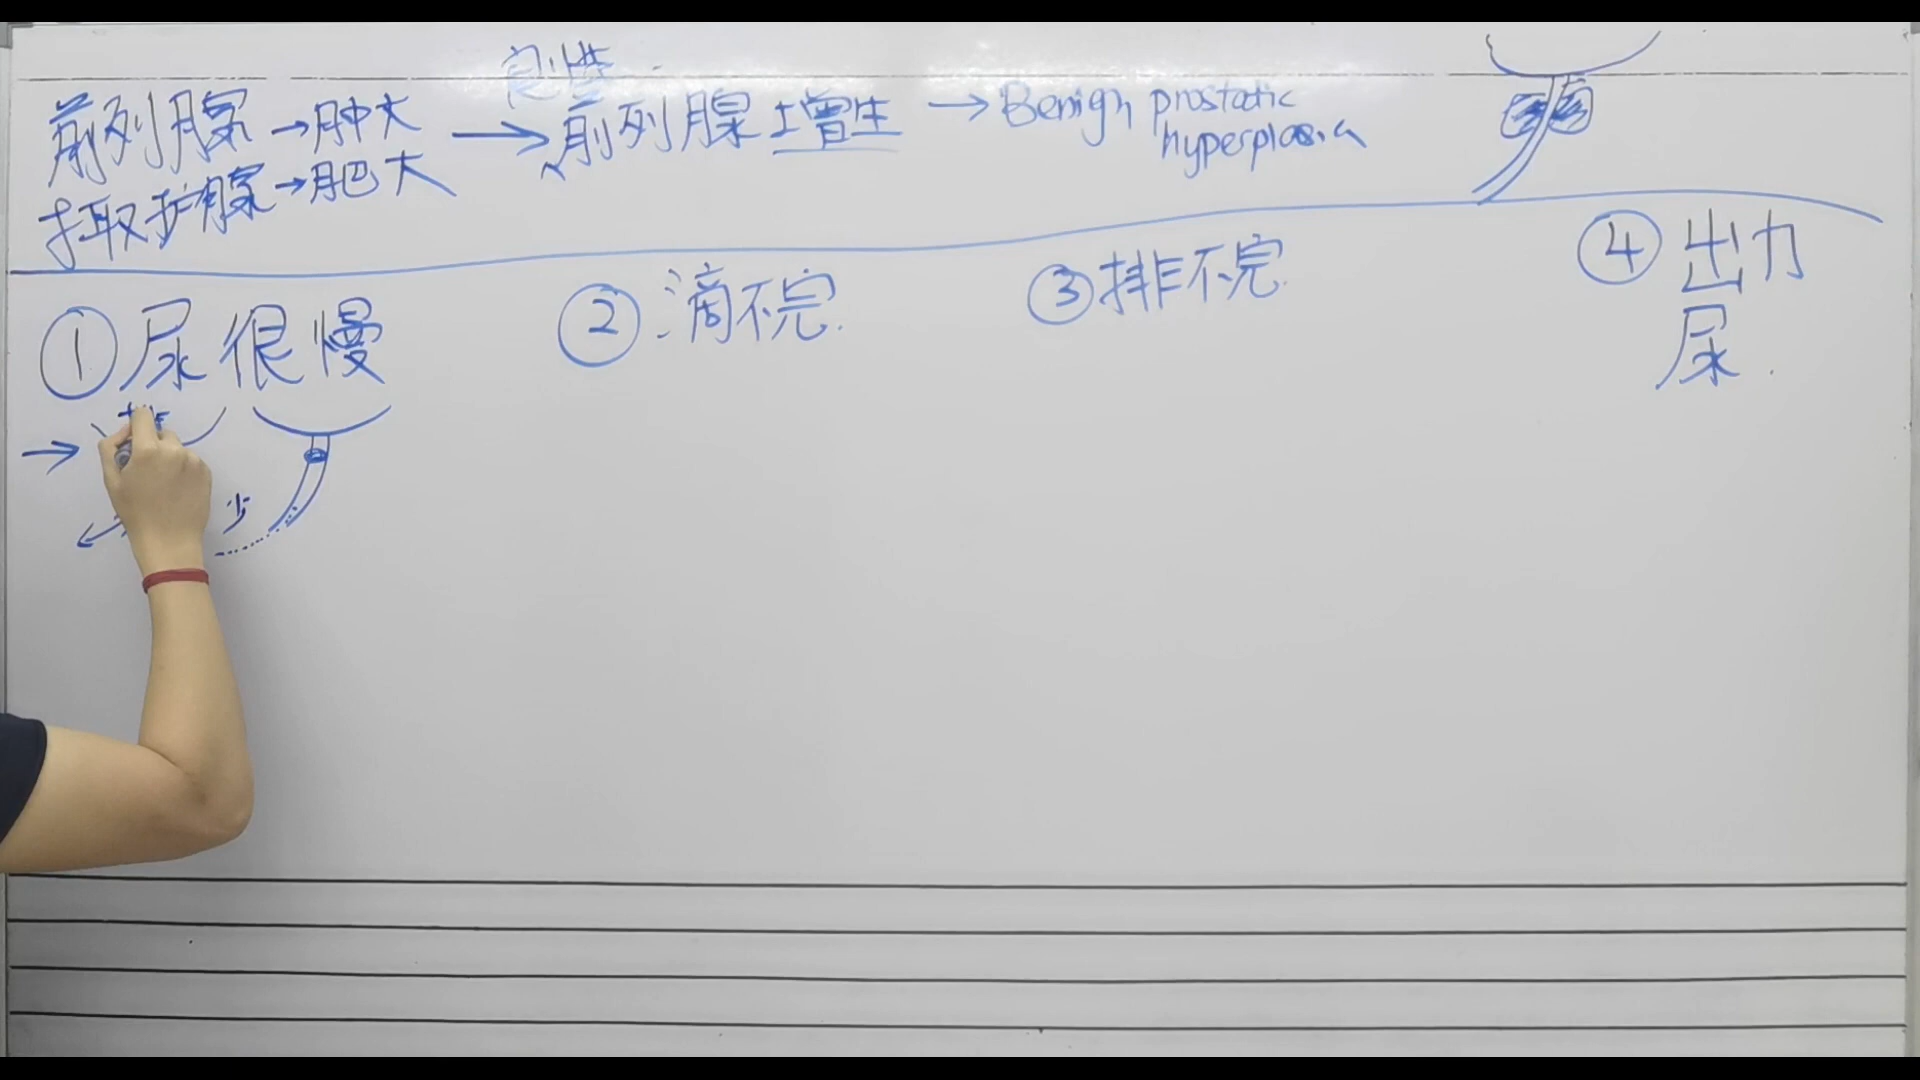 良性
前列腺→肿大 → 前列腺增生 → Benign prostatic
hyperplasia
摄护腺→肥大
① 尿很慢
② 滴不完.
③ 排不完.
④ 出力
尿.
→
少